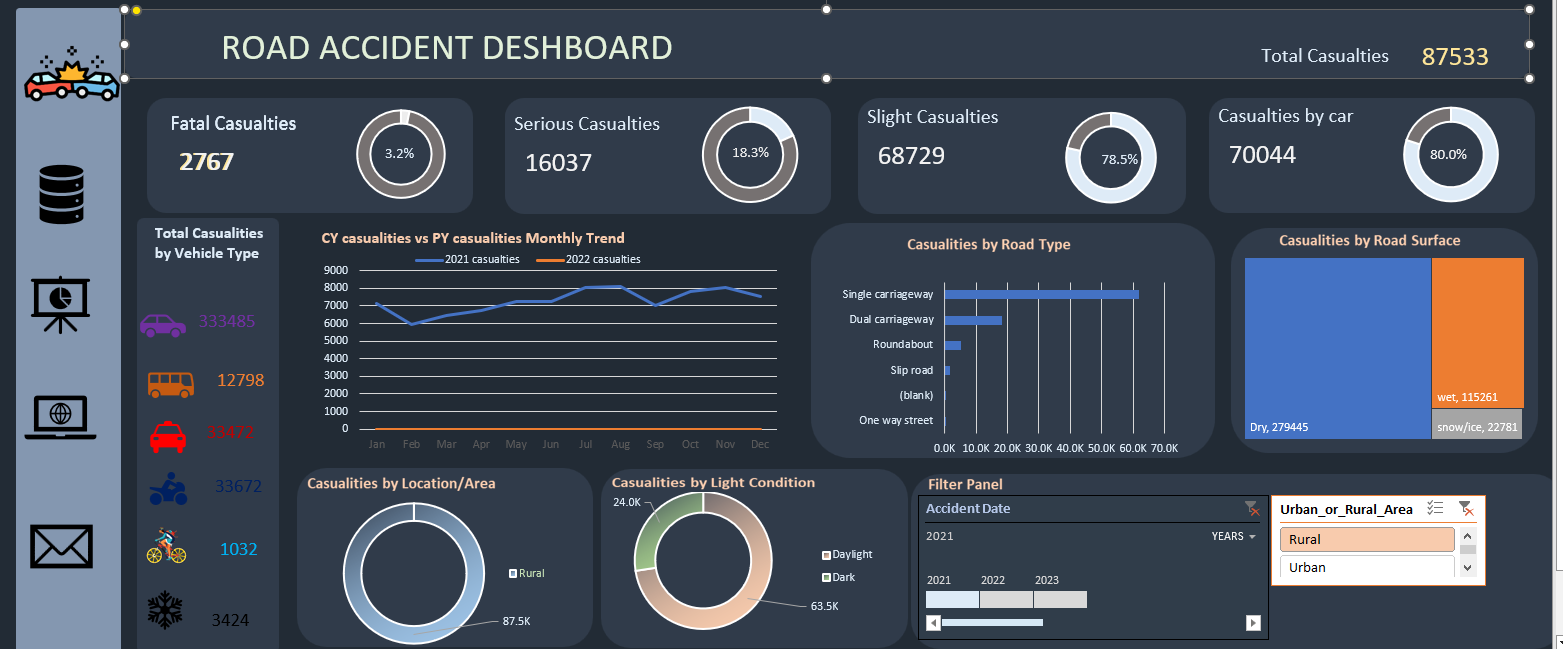 ROAD ACCIDENT DESHBOARD
Total Casualties
87533
Fatal Casualties
2767
3.2%
Serious Casualties
16037
18.3%
Slight Casualties
68729
78.5%
Casualties by car
70044
80.0%
Total Casualities
by Vehicle Type
333485
12798
33472
33672
1032
3424
CY casualities vs PY casualities Monthly Trend
2021 casualties
2022 casualties
9000
8000
7000
6000
5000
4000
3000
2000
1000
0
Jan Feb Mar Apr May Jun Jul Aug Sep Oct Nov Dec
Casualities by Road Type
Single carriageway
Dual carriageway
Roundabout
Slip road
(blank)
One way street
0.0K 10.0K 20.0K 30.0K 40.0K 50.0K 60.0K 70.0K
Casualities by Road Surface
Dry, 279445
wet, 115261
snow/ice, 22781
Casualities by Location/Area
Rural
87.5K
Casualities by Light Condition
24.0K
Daylight
Dark
63.5K
Filter Panel
Accident Date
2021
YEARS
2021 2022 2023
Urban_or_Rural_Area
Rural
Urban